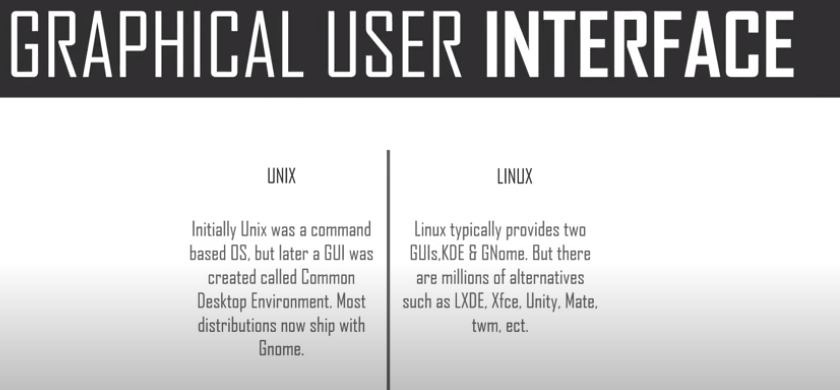 GRAPHICAL USER INTERFACE
UNIX
Initially Unix was a command
based OS, but later a GUI was
created called Common
Desktop Environment. Most
distributions now ship with
Gnome.
LINUX
Linux typically provides two
GUIs,KDE & GNome. But there
are millions of alternatives
such as LXDE, Xfce, Unity, Mate,
twm, ect.